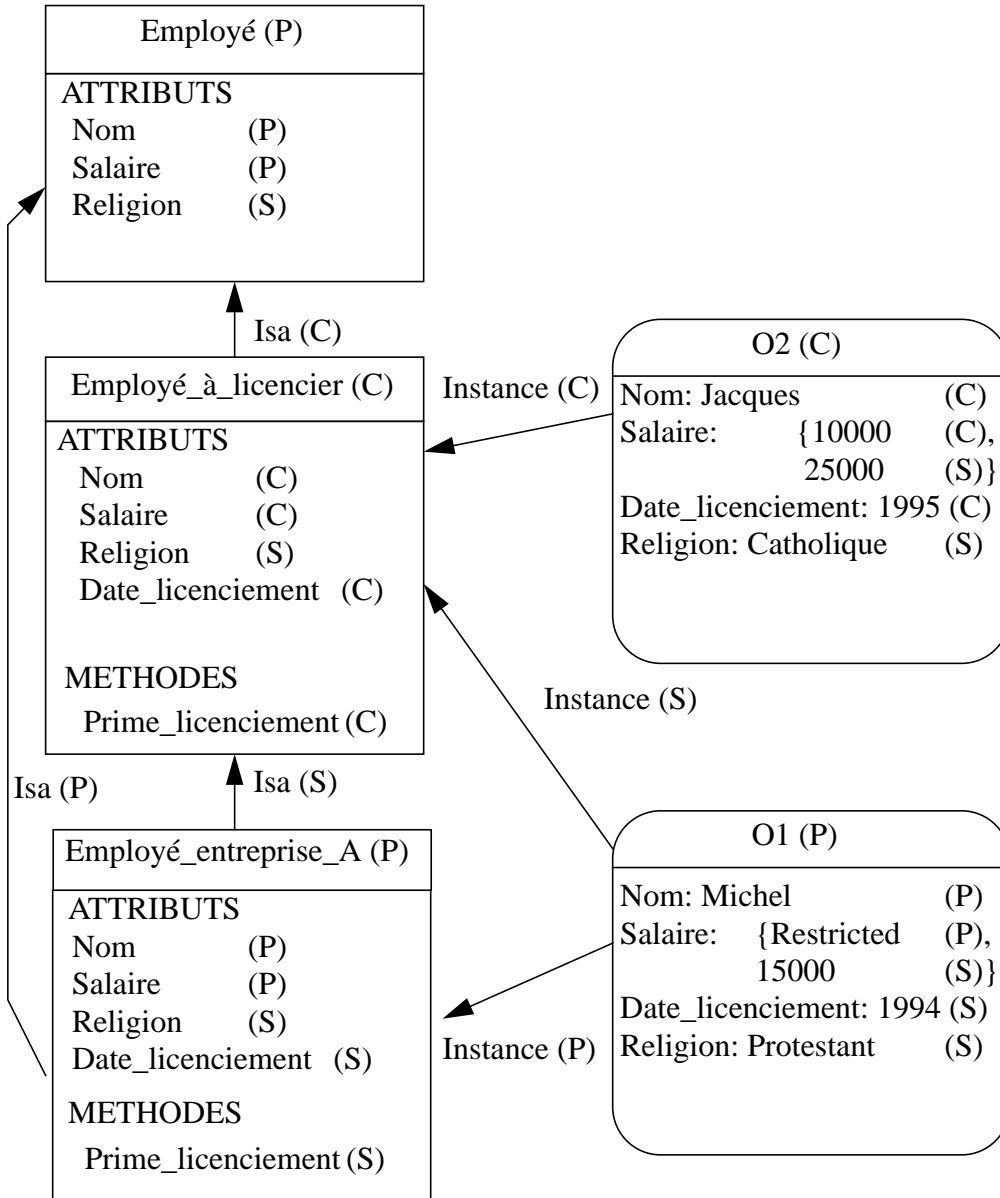 Employé (P)
ATTRIBUTS
Nom (P)
Salaire (P)
Religion (S)
Isa (C)
Employé_à_licencier (C)
ATTRIBUTS
Nom (C)
Salaire (C)
Religion (S)
Date_licenciement (C)
METHODES
Prime_licenciement (C)
Instance (C)
O2 (C)
Nom: Jacques (C)
Salaire: {10000 (C),
25000 (S)}
Date_licenciement: 1995 (C)
Religion: Catholique (S)
Instance (S)
Isa (P)
Isa (S)
Employé_entreprise_A (P)
ATTRIBUTS
Nom (P)
Salaire (P)
Religion (S)
Date_licenciement (S)
METHODES
Prime_licenciement (S)
Instance (P)
O1 (P)
Nom: Michel (P)
Salaire: {Restricted (P),
15000 (S)}
Date_licenciement: 1994 (S)
Religion: Protestant (S)